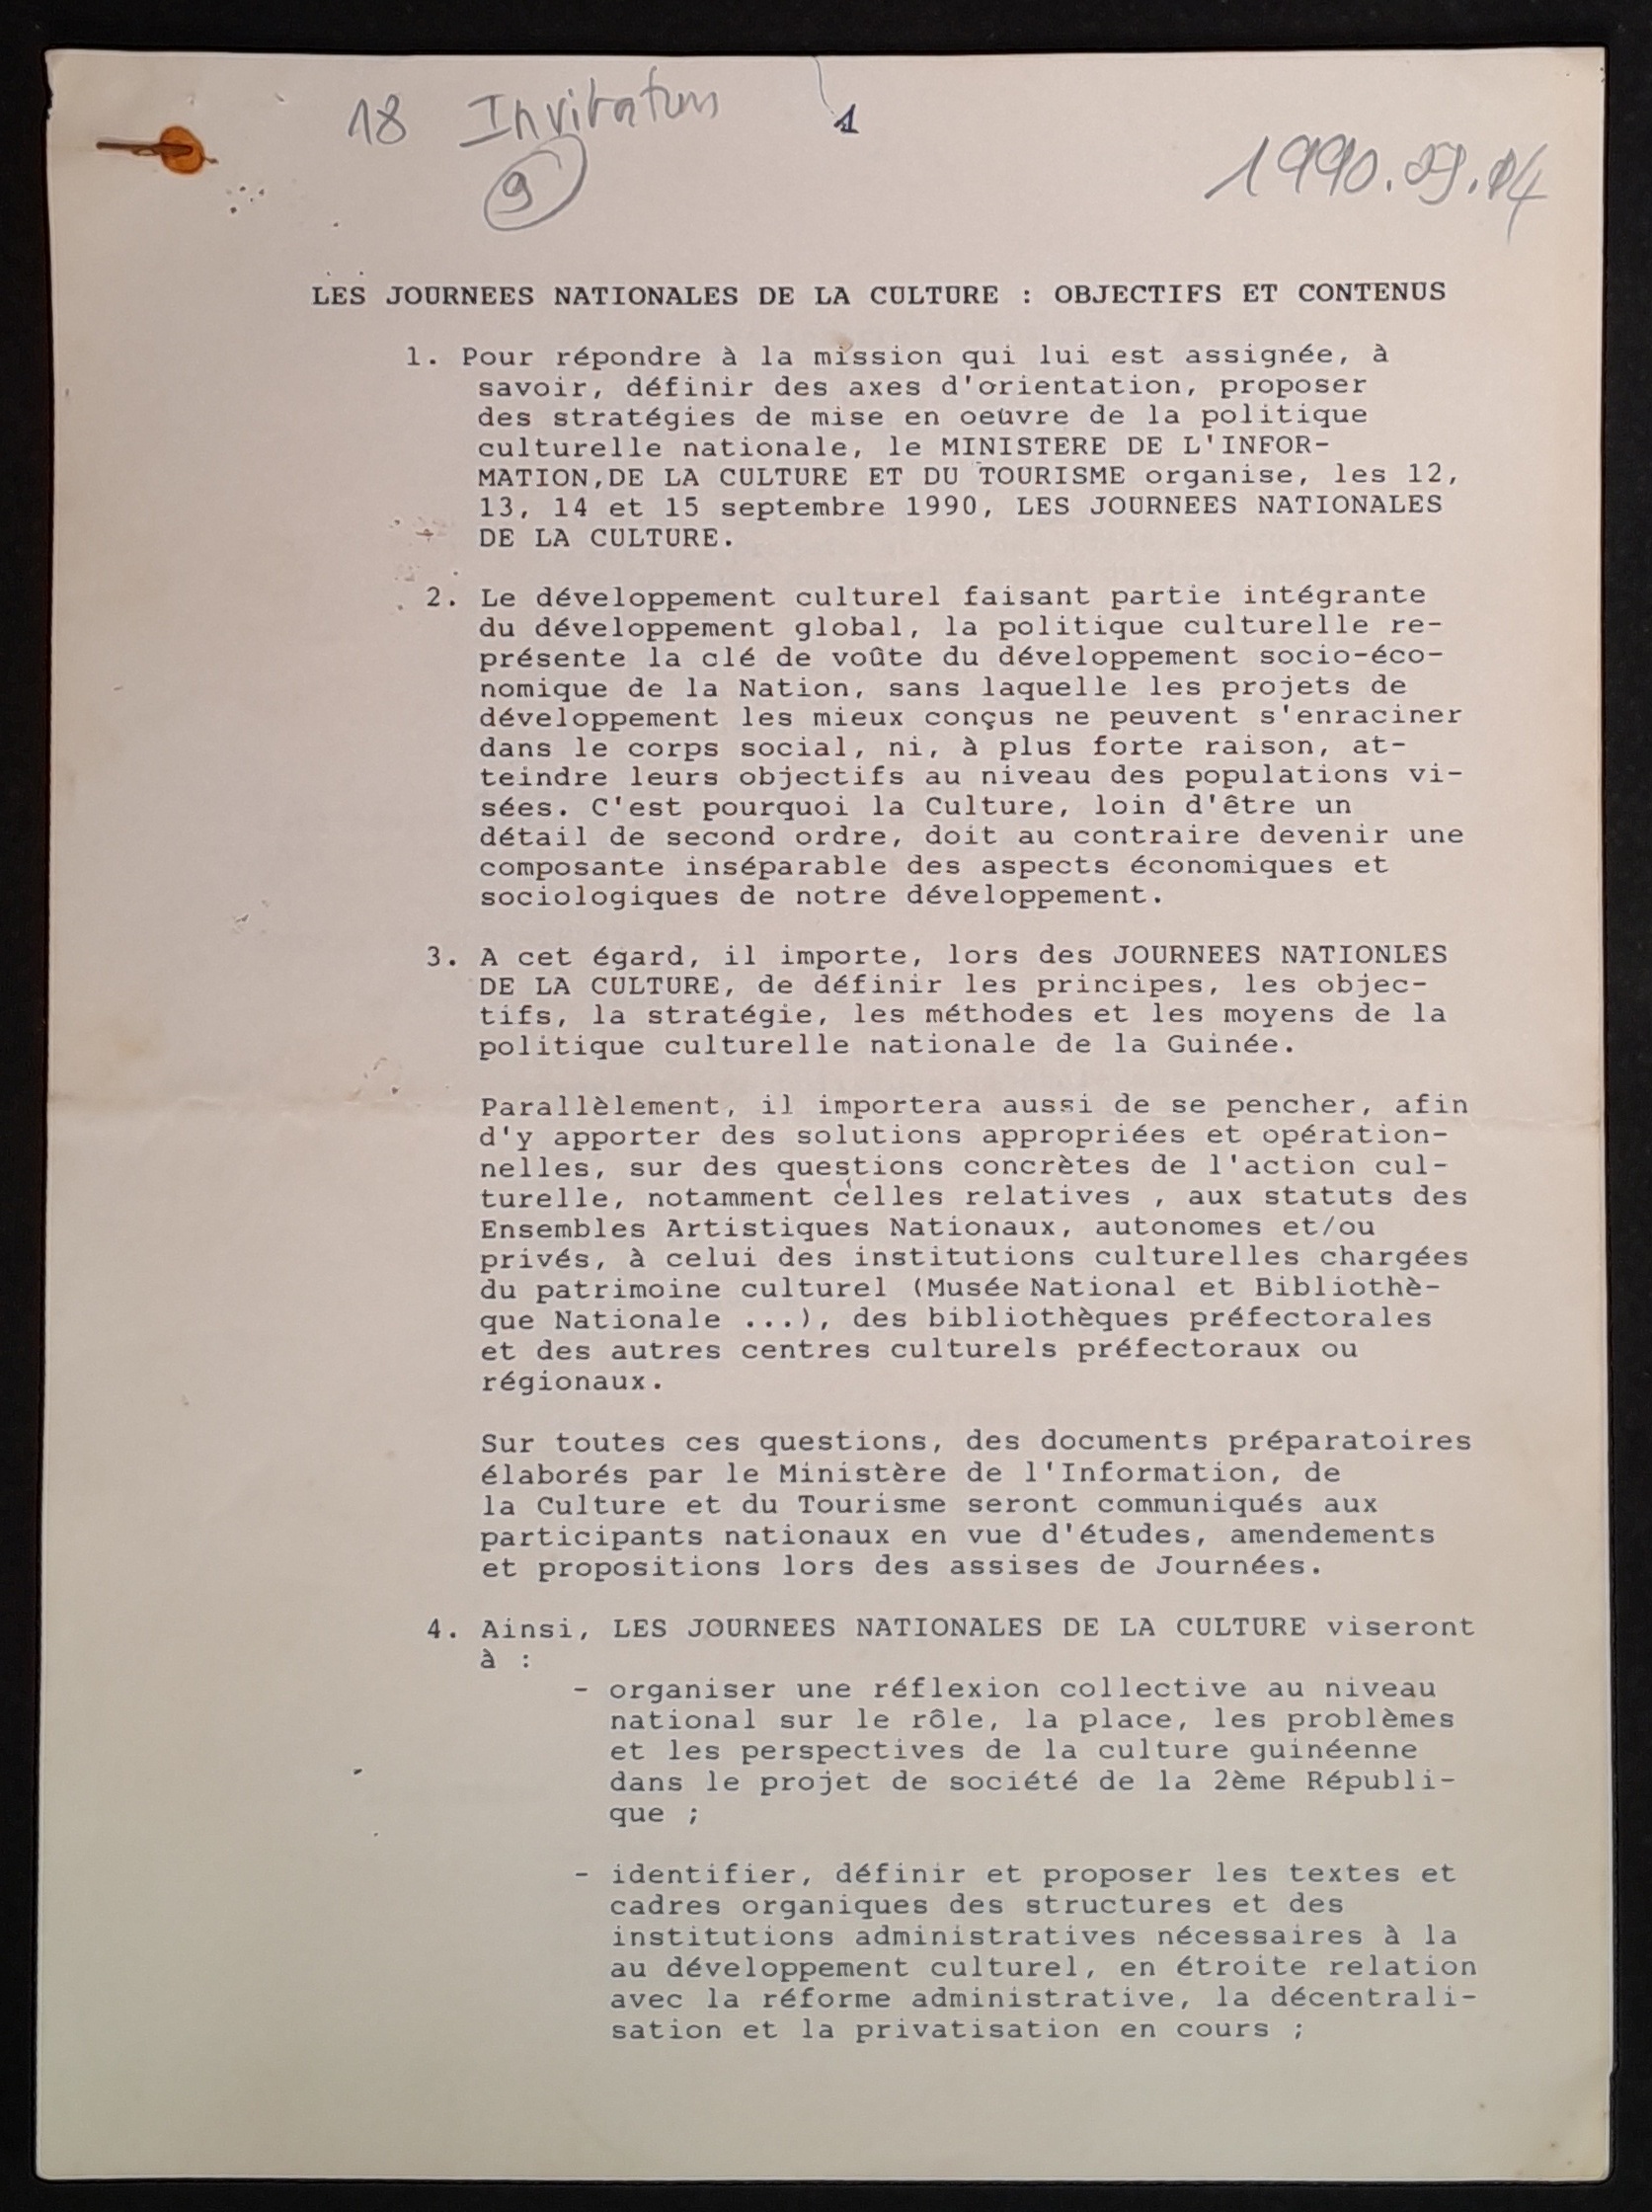 18 Invitations 1
9
1990.09.14
LES JOURNEES NATIONALES DE LA CULTURE : OBJECTIFS ET CONTENUS
1. Pour répondre à la mission qui lui est assignée, à
savoir, définir des axes d'orientation, proposer
des stratégies de mise en oeuvre de la politique
culturelle nationale, le MINISTERE DE L'INFOR-
MATION,DE LA CULTURE ET DU TOURISME organise, les 12,
13, 14 et 15 septembre 1990, LES JOURNEES NATIONALES
DE LA CULTURE.
2. Le développement culturel faisant partie intégrante
du développement global, la politique culturelle re-
présente la clé de voûte du développement socio-éco-
nomique de la Nation, sans laquelle les projets de
développement les mieux conçus ne peuvent s'enraciner
dans le corps social, ni, à plus forte raison, at-
teindre leurs objectifs au niveau des populations vi-
sées. C'est pourquoi la Culture, loin d'être un
détail de second ordre, doit au contraire devenir une
composante inséparable des aspects économiques et
sociologiques de notre développement.
3. A cet égard, il importe, lors des JOURNEES NATIONLES
DE LA CULTURE, de définir les principes, les objec-
tifs, la stratégie, les méthodes et les moyens de la
politique culturelle nationale de la Guinée.
Parallèlement, il importera aussi de se pencher, afin
d'y apporter des solutions appropriées et opération-
nelles, sur des questions concrètes de l'action cul-
turelle, notamment celles relatives , aux statuts des
Ensembles Artistiques Nationaux, autonomes et/ou
privés, à celui des institutions culturelles chargées
du patrimoine culturel (Musée National et Bibliothè-
que Nationale ...), des bibliothèques préfectorales
et des autres centres culturels préfectoraux ou
régionaux.
Sur toutes ces questions, des documents préparatoires
élaborés par le Ministère de l'Information, de
la Culture et du Tourisme seront communiqués aux
participants nationaux en vue d'études, amendements
et propositions lors des assises de Journées.
4. Ainsi, LES JOURNEES NATIONALES DE LA CULTURE viseront
à :
- organiser une réflexion collective au niveau
national sur le rôle, la place, les problèmes
et les perspectives de la culture guinéenne
dans le projet de société de la 2ème Républi-
que ;
- identifier, définir et proposer les textes et
cadres organiques des structures et des
institutions administratives nécessaires à la
au développement culturel, en étroite relation
avec la réforme administrative, la décentrali-
sation et la privatisation en cours ;